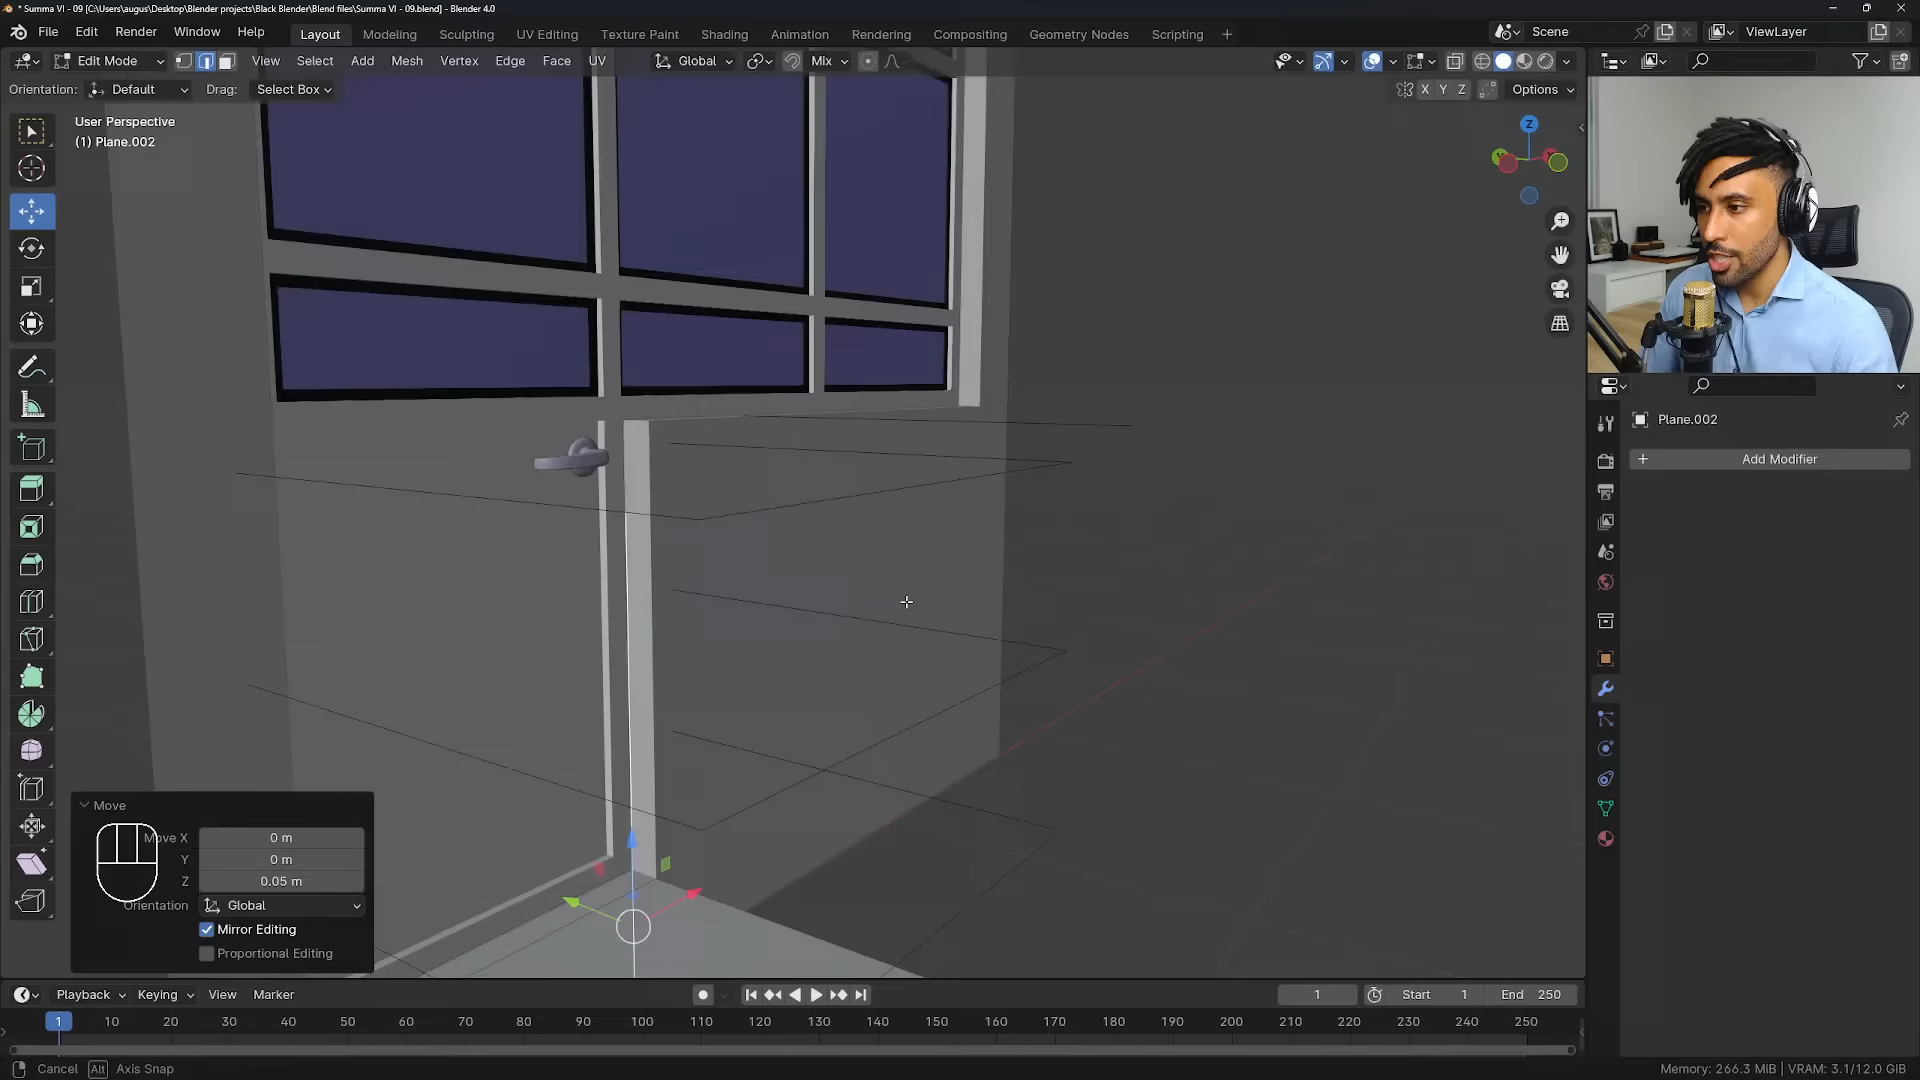 * Summa VI - 09 [C:\Users\augus\Desktop\Blender projects\Black Blender\Blend files\Summa VI - 09.blend] - Blender 4.0
File Edit Render Window Help Layout Modeling Sculpting UV Editing Texture Paint Shading Animation Rendering Compositing Geometry Nodes Scripting + Scene ViewLayer
Edit Mode View Select Add Mesh Vertex Edge Face UV Global Mix
Orientation: Default Drag: Select Box X Y Z Options
User Perspective
(1) Plane.002
Z
Plane.002
+ Add Modifier
Move
Move X 0 m
Y 0 m
Z 0.05 m
Orientation Global
Mirror Editing
Proportional Editing
Playback Keying View Marker 1 Start 1 End 250
1 10 20 30 40 50 60 70 80 90 100 110 120 130 140 150 160 170 180 190 200 210 220 230 240 250
Cancel Alt Axis Snap Memory: 266.3 MiB | VRAM: 3.1/12.0 GiB